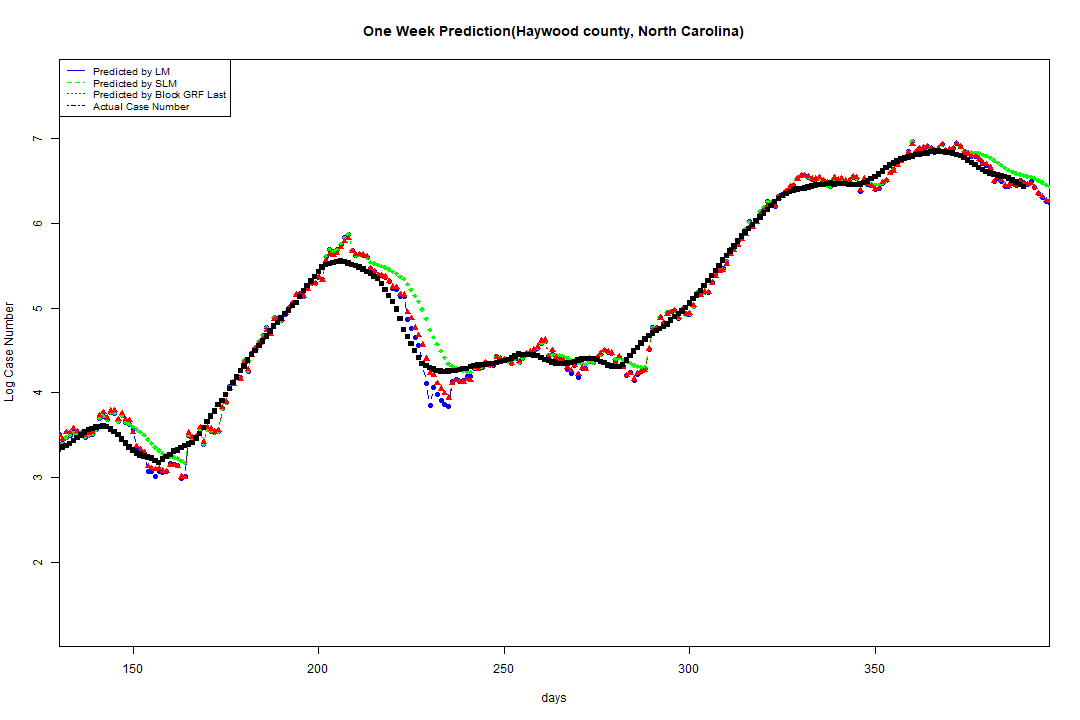 One Week Prediction(Haywood county, North Carolina)
Predicted by LM
Predicted by SLM
Predicted by Block GRF Last
Actual Case Number
7
6
5
4
3
2
Log Case Number
150 200 250 300 350
days